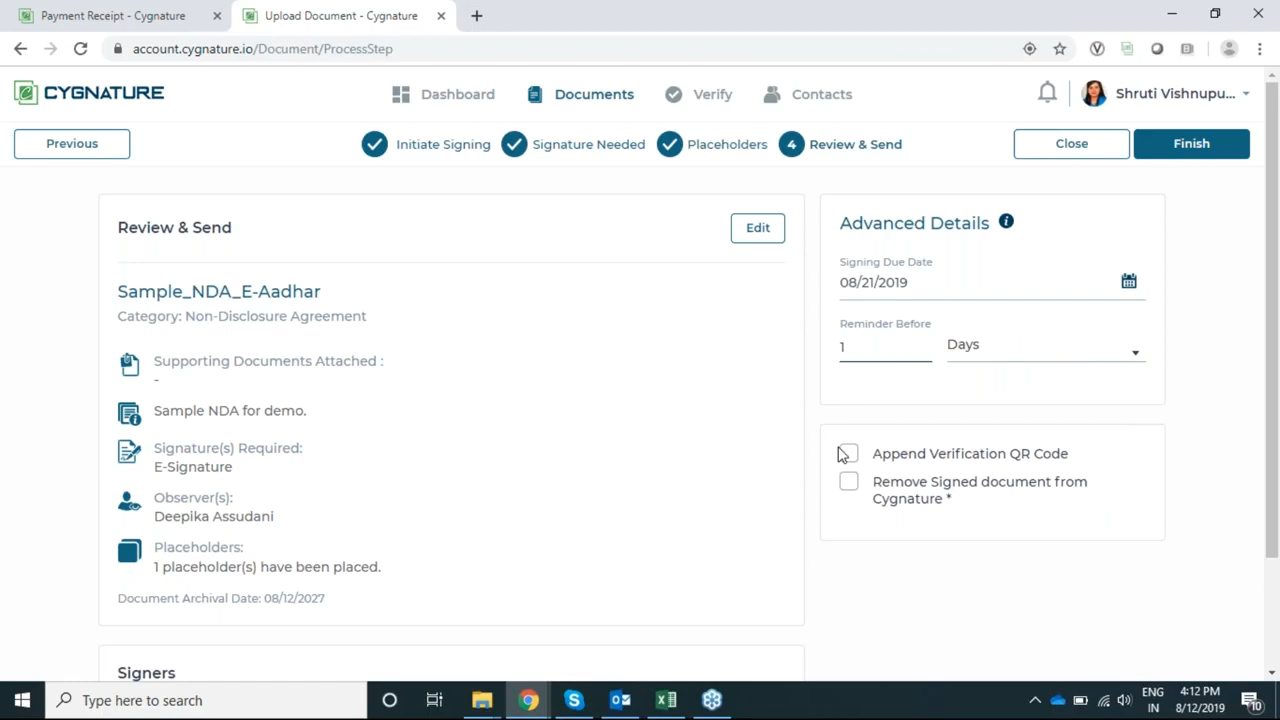 Payment Receipt - Cygnature
Upload Document - Cygnature
account.cygnature.io/Document/ProcessStep
CYGNATURE
Dashboard
Documents
Verify
Contacts
Shruti Vishnupu...
Previous
Initiate Signing
Signature Needed
Placeholders
4 Review & Send
Close
Finish
Review & Send
Edit
Sample_NDA_E-Aadhar
Category: Non-Disclosure Agreement
Supporting Documents Attached :
-
Sample NDA for demo.
Signature(s) Required:
E-Signature
Observer(s):
Deepika Assudani
Placeholders:
1 placeholder(s) have been placed.
Document Archival Date: 08/12/2027
Signers
Advanced Details
Signing Due Date
08/21/2019
Reminder Before
1 Days
Append Verification QR Code
Remove Signed document from
Cygnature *
Type here to search
ENG
IN
4:12 PM
8/12/2019
10